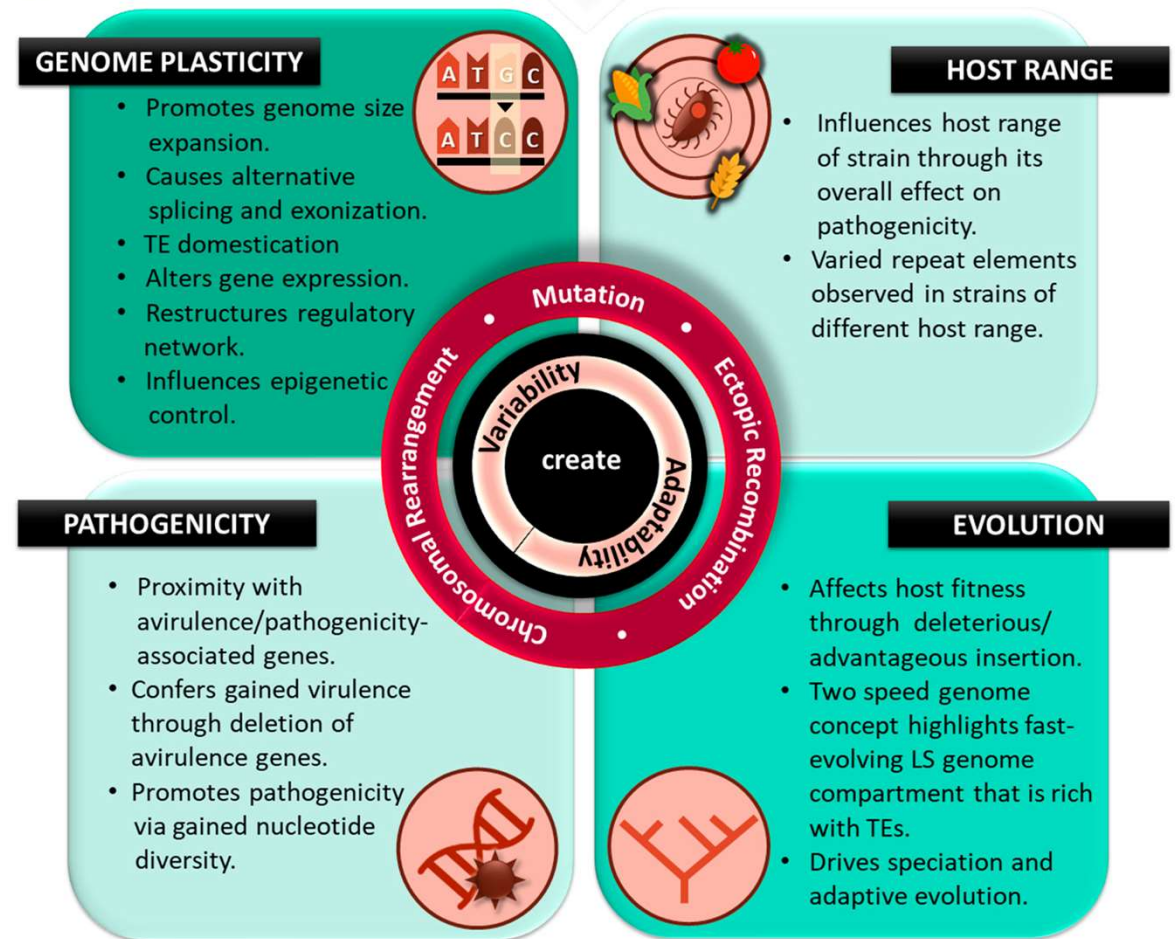 GENOME PLASTICITY
• Promotes genome size
expansion.
• Causes alternative
splicing and exonization.
• TE domestication
• Alters gene expression.
• Restructures regulatory
network.
• Influences epigenetic
control.
A T G C
A T C C
HOST RANGE
• Influences host range
of strain through its
overall effect on
pathogenicity.
• Varied repeat elements
observed in strains of
different host range.
Mutation
Ectopic Recombination
Chromosomal Rearrangement
Variability
Adaptability
create
PATHOGENICITY
• Proximity with
avirulence/pathogenicity-
associated genes.
• Confers gained virulence
through deletion of
avirulence genes.
• Promotes pathogenicity
via gained nucleotide
diversity.
EVOLUTION
• Affects host fitness
through deleterious/
advantageous insertion.
• Two speed genome
concept highlights fast-
evolving LS genome
compartment that is rich
with TEs.
• Drives speciation and
adaptive evolution.